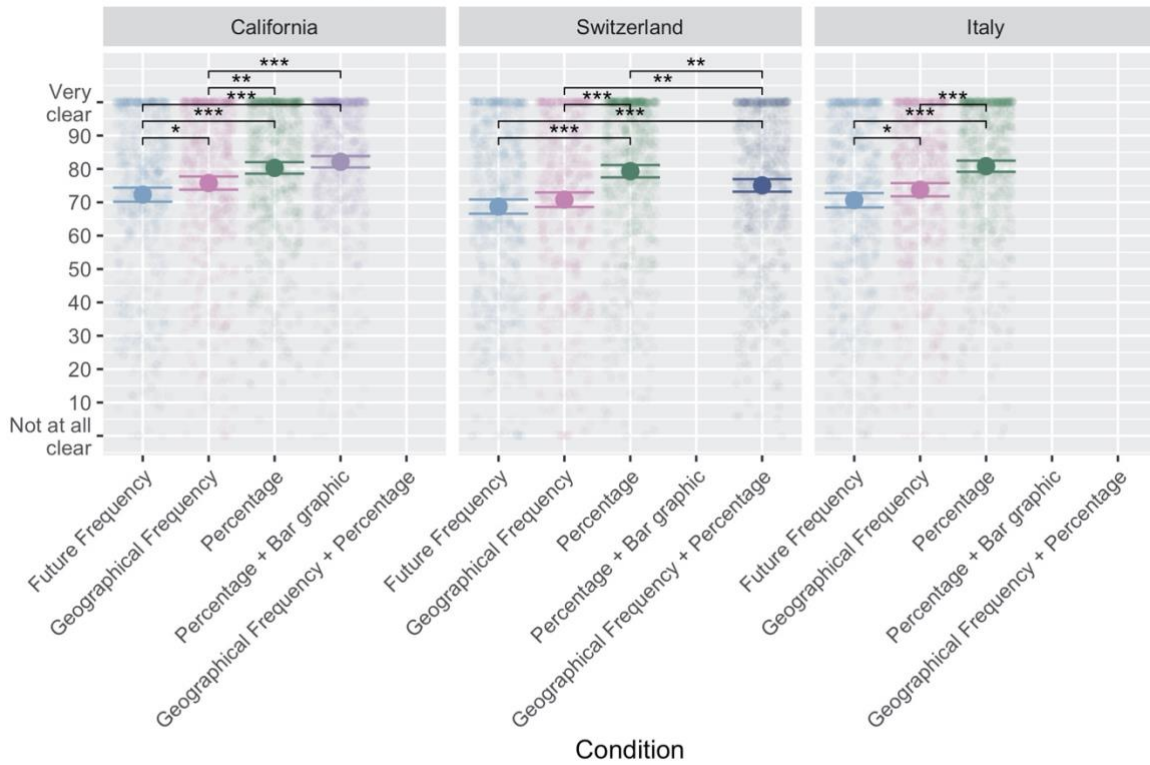 California
Switzerland
Italy
Very
clear
90
80
70
60
50
40
30
20
10
Not at all
clear
***
**
***
***
*
**
**
***
***
***
***
***
*
Future Frequency
Geographical Frequency
Percentage
Percentage + Bar graphic
Geographical Frequency + Percentage
Future Frequency
Geographical Frequency
Percentage
Percentage + Bar graphic
Geographical Frequency + Percentage
Future Frequency
Geographical Frequency
Percentage
Percentage + Bar graphic
Geographical Frequency + Percentage
Condition